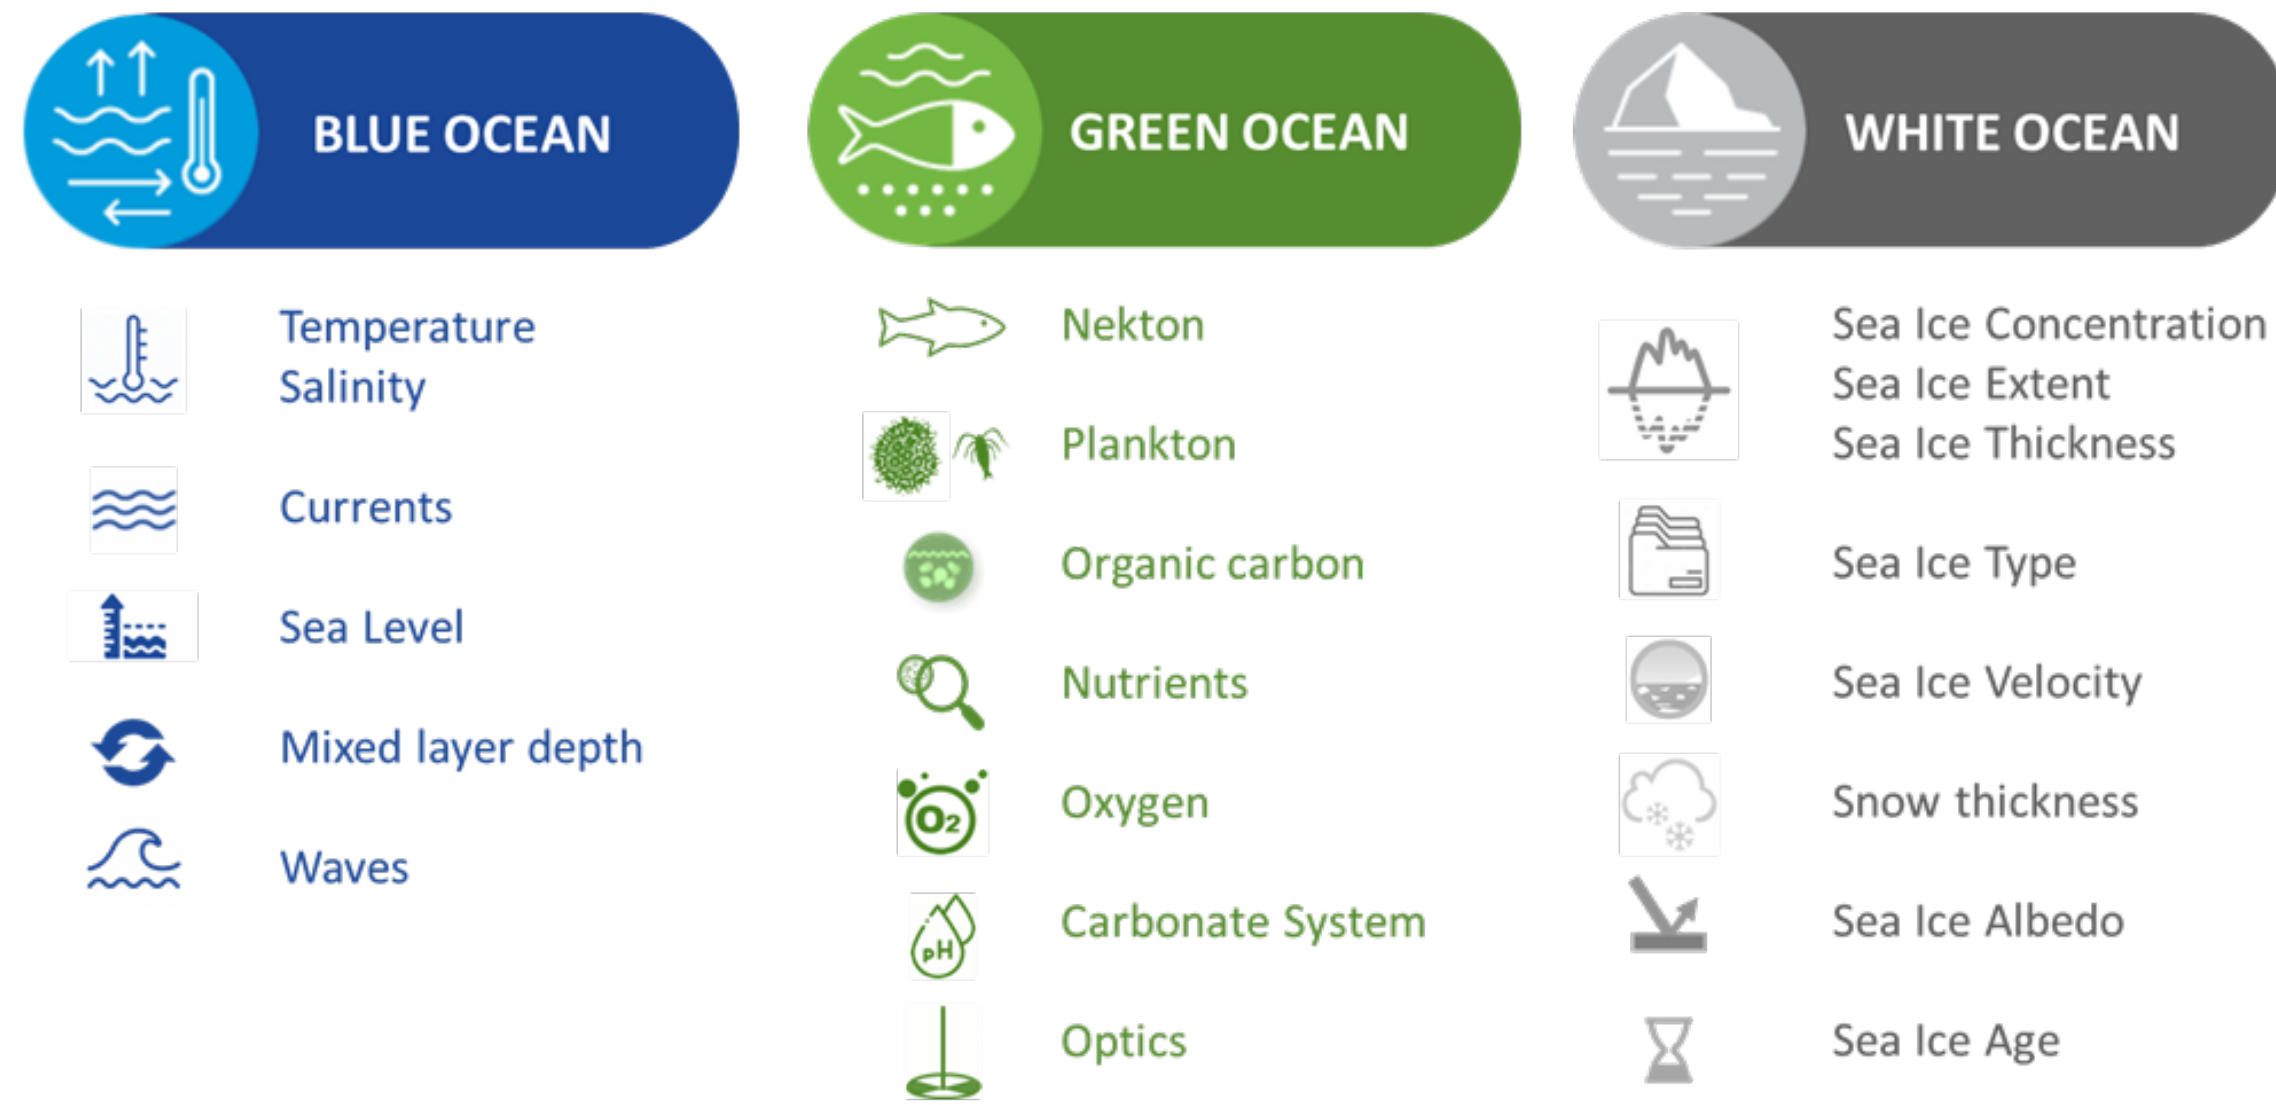 BLUE OCEAN
Temperature
Salinity
Currents
Sea Level
Mixed layer depth
Waves
GREEN OCEAN
Nekton
Plankton
Organic carbon
Nutrients
O2
Oxygen
pH
Carbonate System
Optics
WHITE OCEAN
Sea Ice Concentration
Sea Ice Extent
Sea Ice Thickness
Sea Ice Type
Sea Ice Velocity
Snow thickness
Sea Ice Albedo
Sea Ice Age